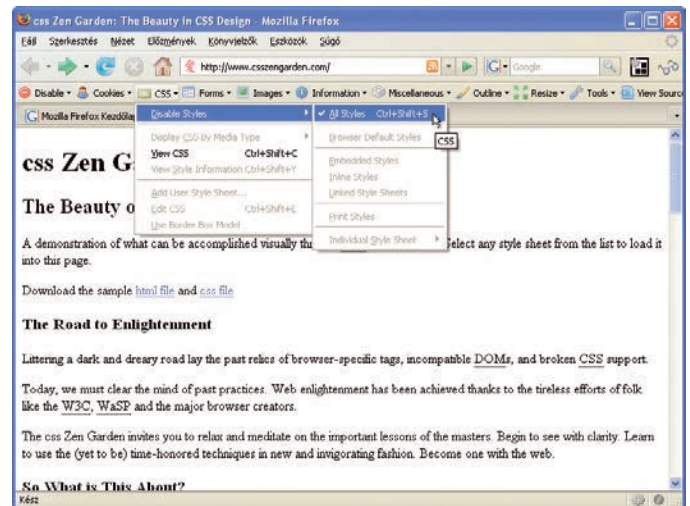 css Zen Garden: The Beauty in CSS Design - Mozilla Firefox
Fájl Szerkesztés Nézet Előzmények Könyvjelzők Eszközök Súgó
http://www.csszengarden.com/ G Google
Disable Cookies CSS Forms Images Information Miscellaneous Outline Resize Tools View Sourc
G Mozilla Firefox Kezdőlap
Disable Styles
Display CSS By Media Type
View CSS Ctrl+Shift+C
View Style Information Ctrl+Shift+Y
Add User Style Sheet...
Edit CSS Ctrl+Shift+E
Use Border Box Model
✔ All Styles Ctrl+Shift+S
Browser Default Styles
CSS
Embedded Styles
Inline Styles
Linked Style Sheets
Print Styles
Individual Style Sheet
css Zen G
The Beauty o
A demonstration of what can be accomplished visually th Select any style sheet from the list to load it
into this page.
Download the sample html file and css file
The Road to Enlightenment
Littering a dark and dreary road lay the past relics of browser-specific tags, incompatible DOMs, and broken CSS support.
Today, we must clear the mind of past practices. Web enlightenment has been achieved thanks to the tireless efforts of folk
like the W3C, WaSP and the major browser creators.
The css Zen Garden invites you to relax and meditate on the important lessons of the masters. Begin to see with clarity. Learn
to use the (yet to be) time-honored techniques in new and invigorating fashion. Become one with the web.
So What is This About?
Kész